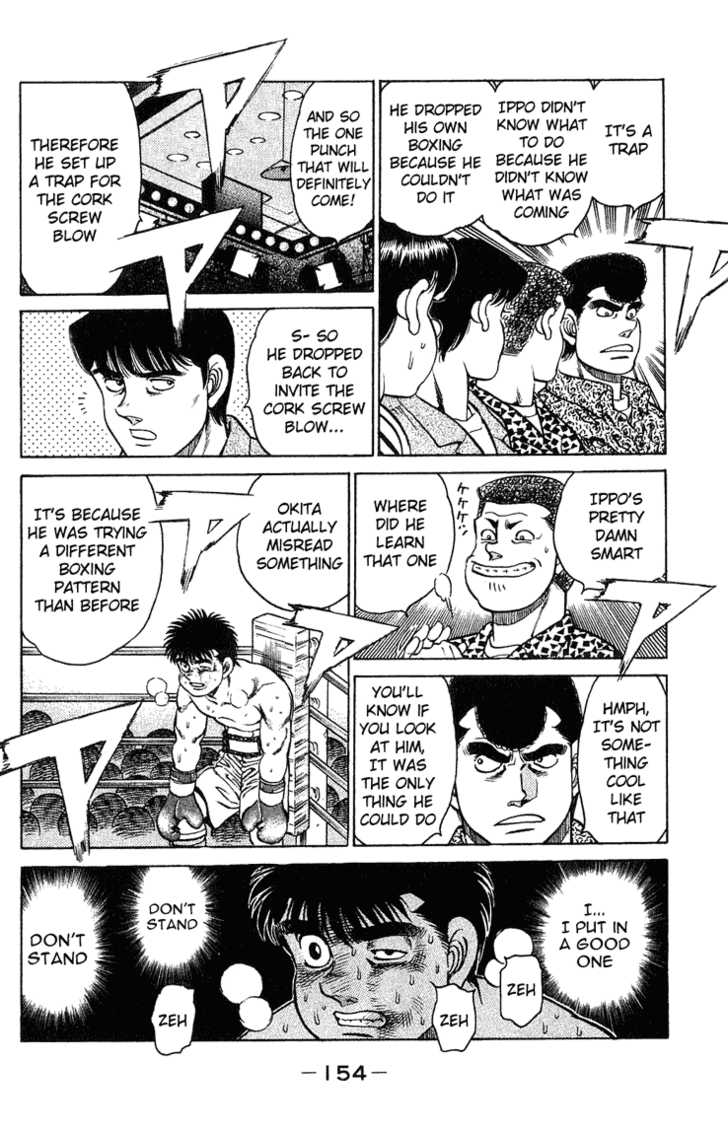 IT'S A
TRAP
IPPO DIDN'T
KNOW WHAT
TO DO
BECAUSE HE
DIDN'T KNOW
WHAT WAS
COMING
HE DROPPED
HIS OWN
BOXING
BECAUSE HE
COULDN'T
DO IT
AND SO
THE ONE
PUNCH
THAT WILL
DEFINITELY
COME!
THEREFORE
HE SET UP
A TRAP FOR
THE CORK
SCREW
BLOW
S- SO
HE DROPPED
BACK TO
INVITE THE
CORK SCREW
BLOW...
IPPO'S
PRETTY
DAMN
SMART
ケケケ
WHERE
DID HE
LEARN
THAT ONE
OKITA
ACTUALLY
MISREAD
SOMETHING
IT'S BECAUSE
HE WAS TRYING
A DIFFERENT
BOXING
PATTERN
THAN BEFORE
HMPH,
IT'S NOT
SOME-
THING
COOL
LIKE
THAT
YOU'LL
KNOW IF
YOU LOOK
AT HIM,
IT WAS
THE ONLY
THING HE
COULD DO
I...
I PUT IN
A GOOD
ONE
ZEH
ZEH
DON'T
STAND
ZEH
DON'T
STAND
-154-